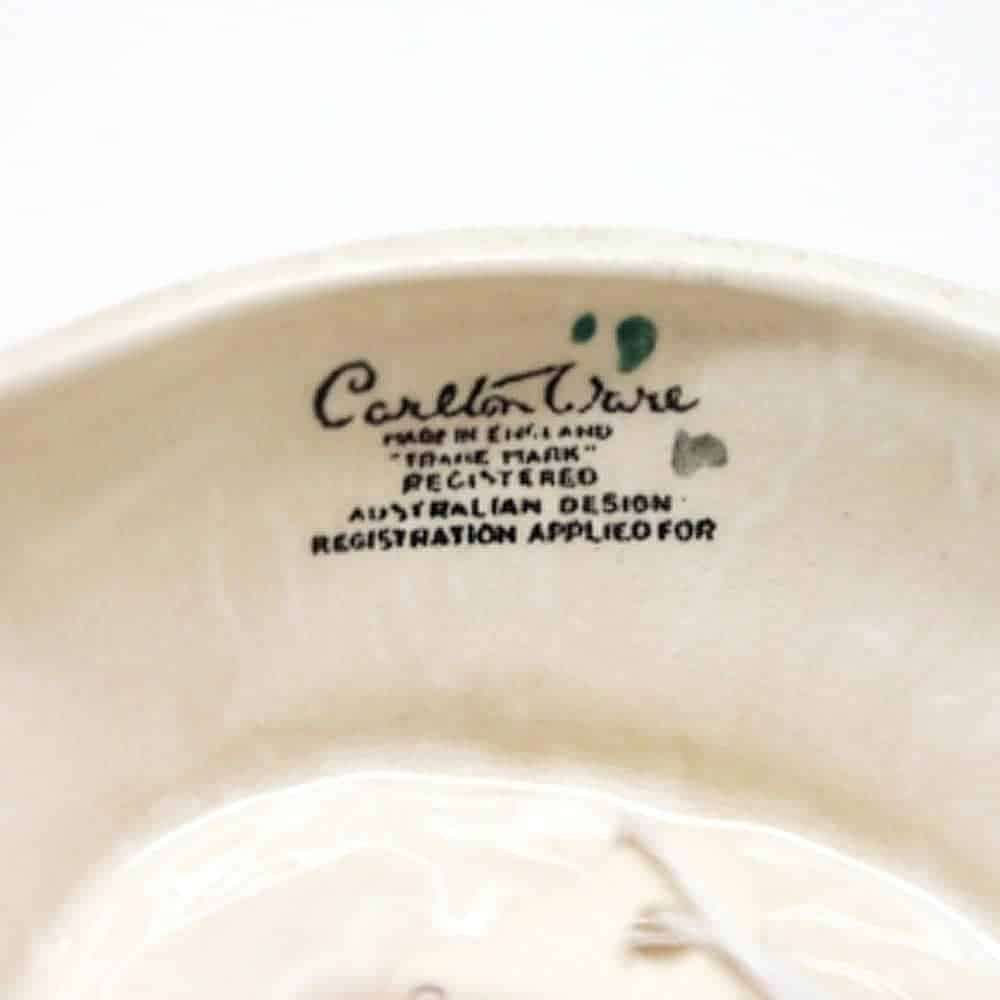 Carlton Ware
MADE IN ENGLAND
"TRADE MARK"
REGISTERED
AUSTRALIAN DESIGN
REGISTRATION APPLIED FOR